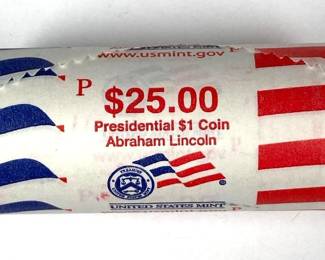 www.usmint.gov P
P
$25.00
Presidential $1 Coin
Abraham Lincoln
UNITED STATES MINT